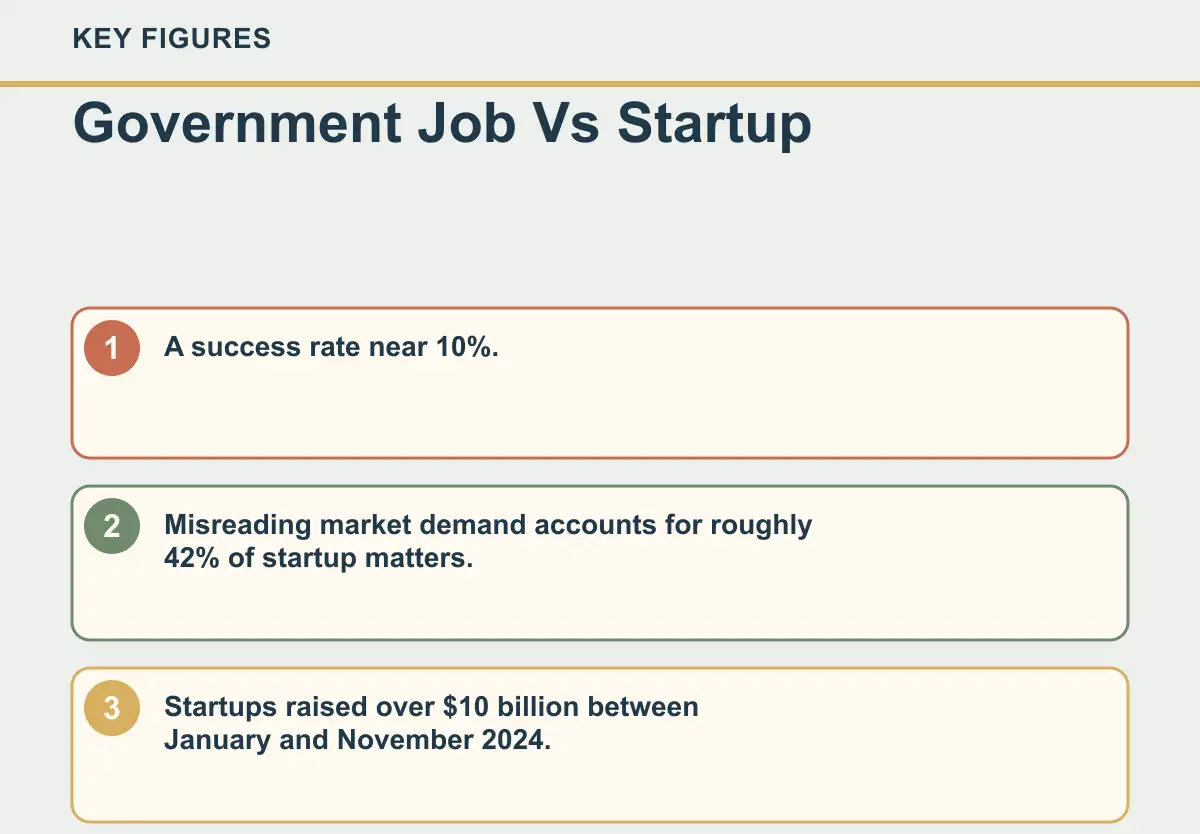 KEY FIGURES
Government Job Vs Startup
1
A success rate near 10%.
2
Misreading market demand accounts for roughly
42% of startup matters.
3
Startups raised over $10 billion between
January and November 2024.